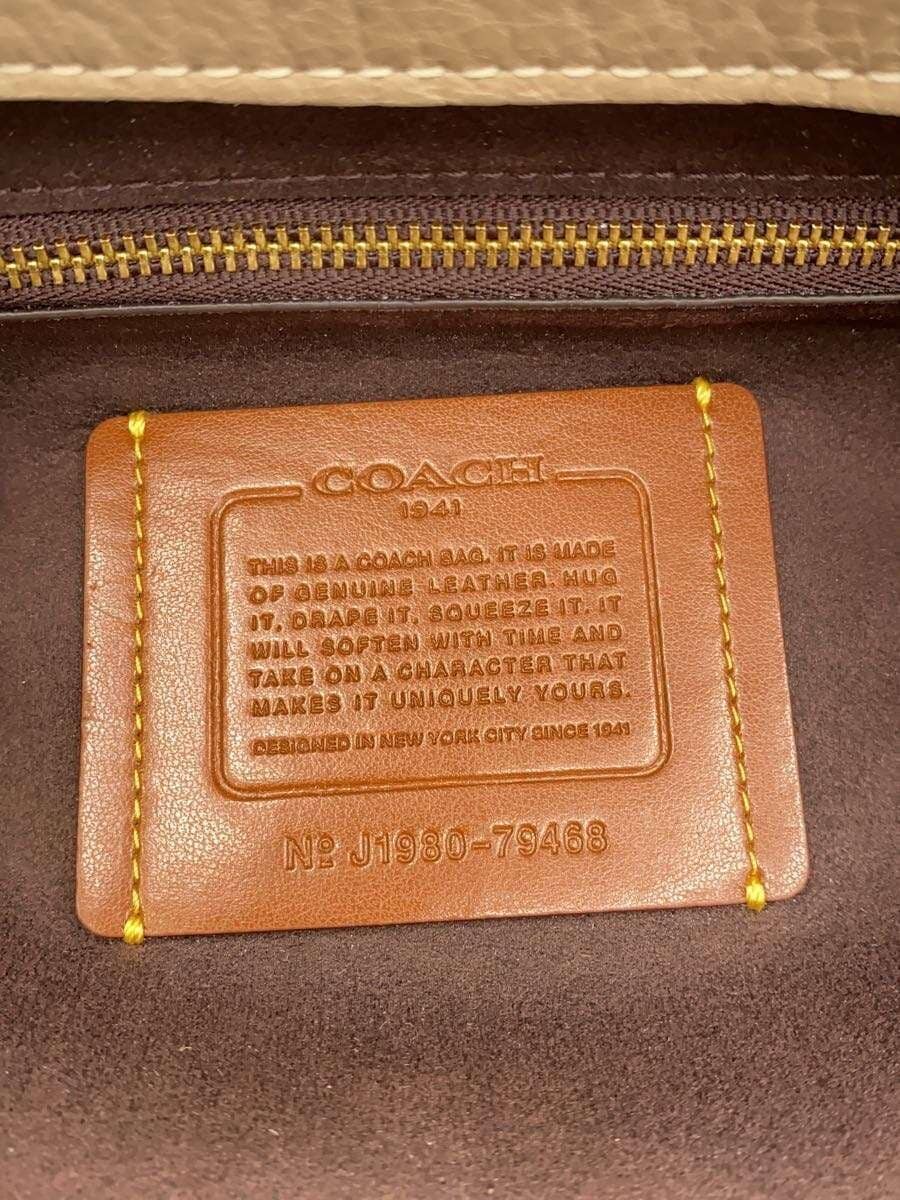 COACH
1941
THIS IS A COACH BAG. IT IS MADE
OF GENUINE LEATHER. HUG
IT, DRAPE IT, SQUEEZE IT. IT
WILL SOFTEN WITH TIME AND
TAKE ON A CHARACTER THAT
MAKES IT UNIQUELY YOURS.
DESIGNED IN NEW YORK CITY SINCE 1941
Nº J1980-79468